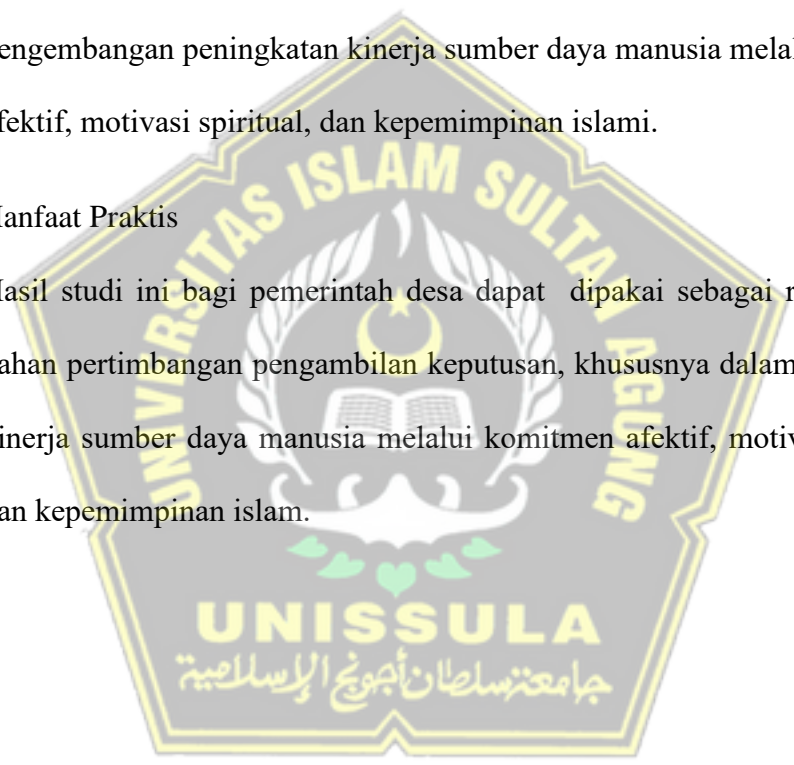 engembangan peningkatan kinerja sumber daya manusia melal
fektif, motivasi spiritual, dan kepemimpinan islami.
Manfaat Praktis
Hasil studi ini bagi pemerintah desa dapat dipakai sebagai r
ahan pertimbangan pengambilan keputusan, khususnya dalam
inerja sumber daya manusia melalui komitmen afektif, motiv
an kepemimpinan islam.
UNIVERSITAS ISLAM SULTAN AGUNG
UNISSULA
جامعتسلطان أجونج الإسلامية